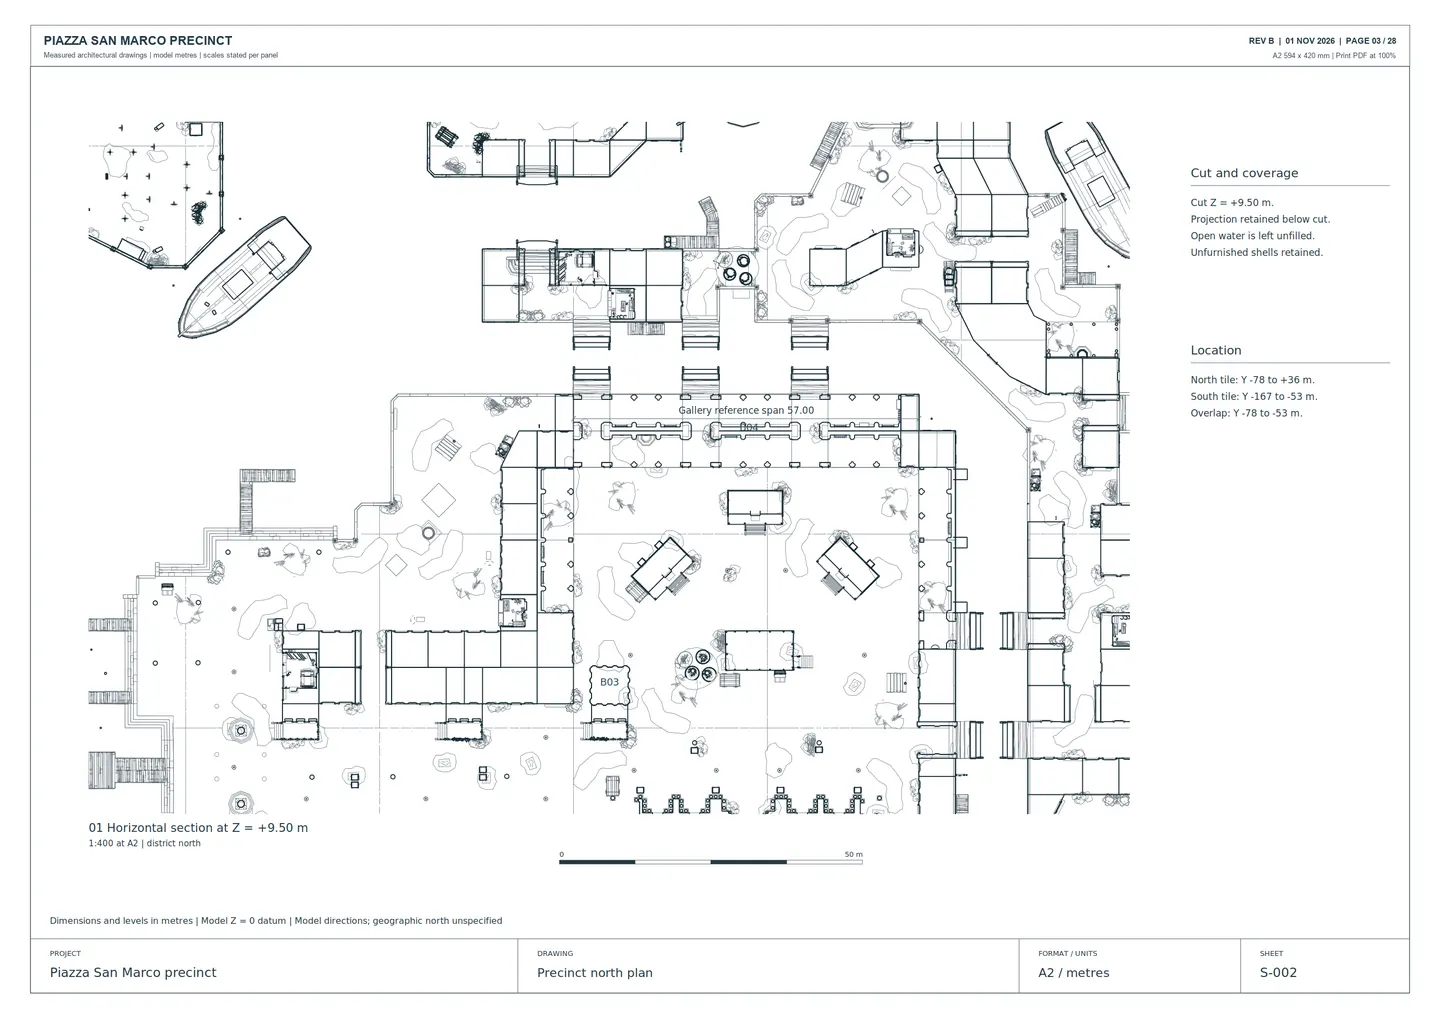 PIAZZA SAN MARCO PRECINCT
Measured architectural drawings | model metres | scales stated per panel
REV B | 01 NOV 2026 | PAGE 03 / 28
A2 594 x 420 mm | Print PDF at 100%
Cut and coverage
Cut Z = +9.50 m.
Projection retained below cut.
Open water is left unfilled.
Unfurnished shells retained.
Location
North tile: Y -78 to +36 m.
South tile: Y -167 to -53 m.
Overlap: Y -78 to -53 m.
Gallery reference span 57.00
B03
01 Horizontal section at Z = +9.50 m
1:400 at A2 | district north
0 50 m
Dimensions and levels in metres | Model Z = 0 datum | Model directions; geographic north unspecified
PROJECT
Piazza San Marco precinct
DRAWING
Precinct north plan
FORMAT / UNITS
A2 / metres
SHEET
S-002